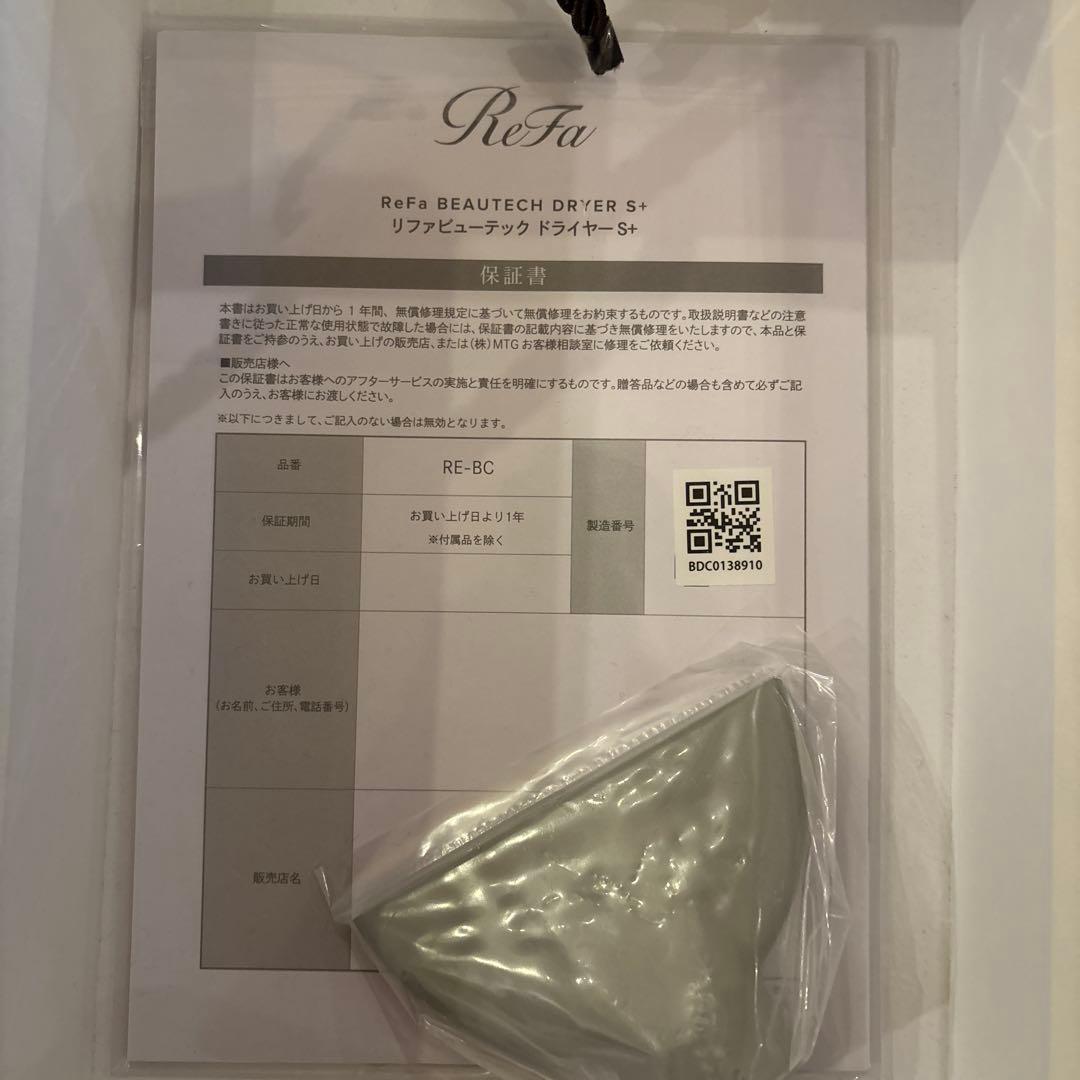 ReFa
ReFa BEAUTECH DRYER S+
リファビューテック ドライヤー S+
保証書
本書はお買い上げ日から 1 年間、無償修理規定に基づいて無償修理をお約束するものです。取扱説明書などの注意
書きに従った正常な使用状態で故障した場合には、保証書の記載内容に基づき無償修理をいたしますので、本品と保
証書をご持参のうえ、お買い上げの販売店、または（株）MTG お客様相談室に修理をご依頼ください。
■販売店様へ
この保証書はお客様へのアフターサービスの実施と責任を明確にするものです。贈答品などの場合も含めて必ずご記
入のうえ、お客様にお渡しください。
※以下につきまして、ご記入のない場合は無効となります。
品番
RE-BC
保証期間
お買い上げ日より1年
※付属品を除く
製造番号
BDC0138910
お買い上げ日
お客様
（お名前、ご住所、電話番号）
販売店名